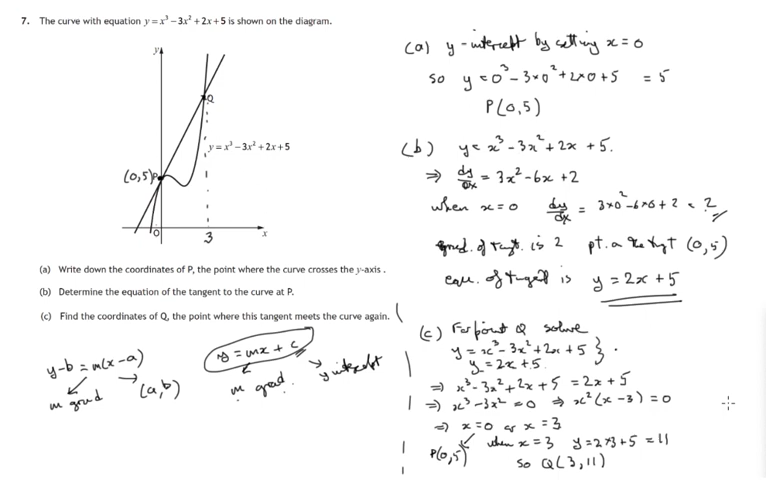 7. The curve with equation y = x³ − 3x² + 2x + 5 is shown on the diagram.
y
Q
y = x³ − 3x² + 2x + 5
(0,5) P
O
3
x
(a) Write down the coordinates of P, the point where the curve crosses the y-axis.
(b) Determine the equation of the tangent to the curve at P.
(c) Find the coordinates of Q, the point where this tangent meets the curve again.
y-b = m(x-a)
m grad
(a,b)
y = mx + c
m grad.
y intercept
(a) y-intercept by setting x = 0
so y = 0³ - 3×0² + 2×0 + 5 = 5
P(0,5)
(b) y = x³ - 3x² + 2x + 5.
⇒ dy/dx = 3x² - 6x + 2
when x = 0 dy/dx = 3×0² - 6×0 + 2 = 2
grad. of tangt. is 2 pt. on the tgt (0,5)
equ. of tangent is y = 2x + 5
(c) For point Q solve
y = x³ - 3x² + 2x + 5 }
y = 2x + 5.
⇒ x³ - 3x² + 2x + 5 = 2x + 5
⇒ x³ - 3x² = 0 ⇒ x²(x - 3) = 0
⇒ x = 0 or x = 3
P(0,5) when x = 3 y = 2×3 + 5 = 11
so Q(3,11)